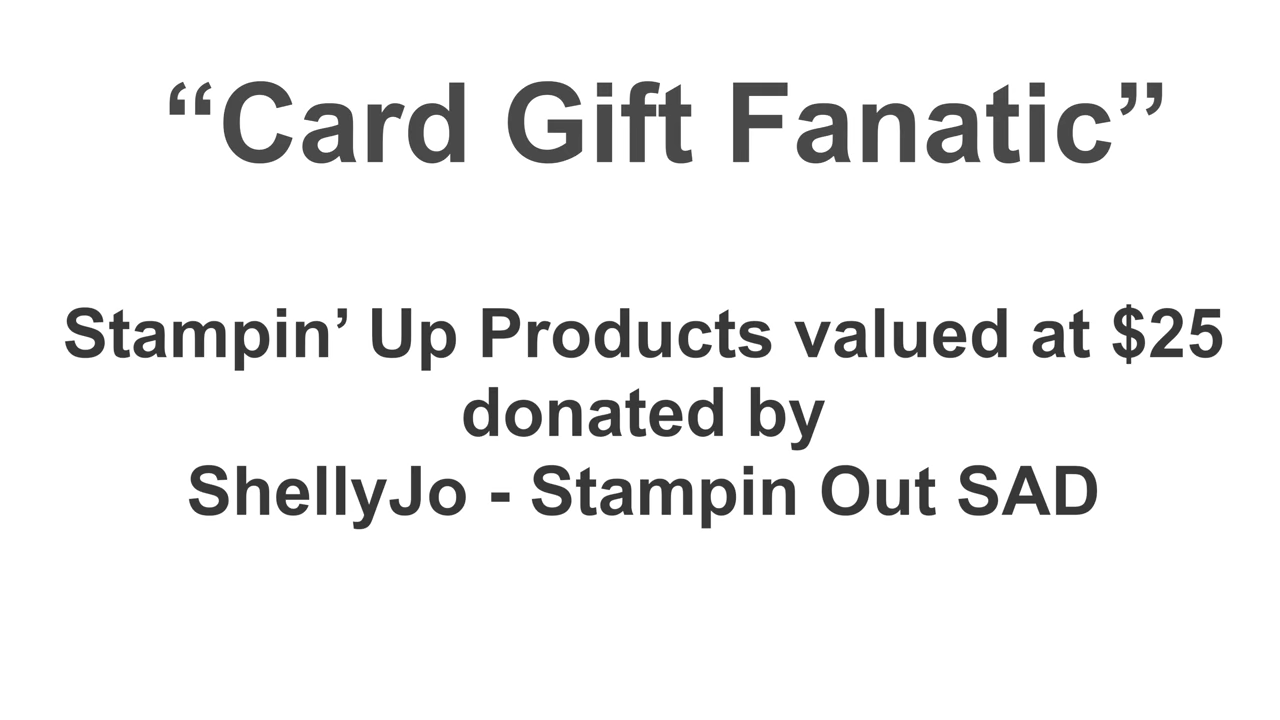 “Card Gift Fanatic”
Stampin’ Up Products valued at $25
donated by
ShellyJo - Stampin Out SAD